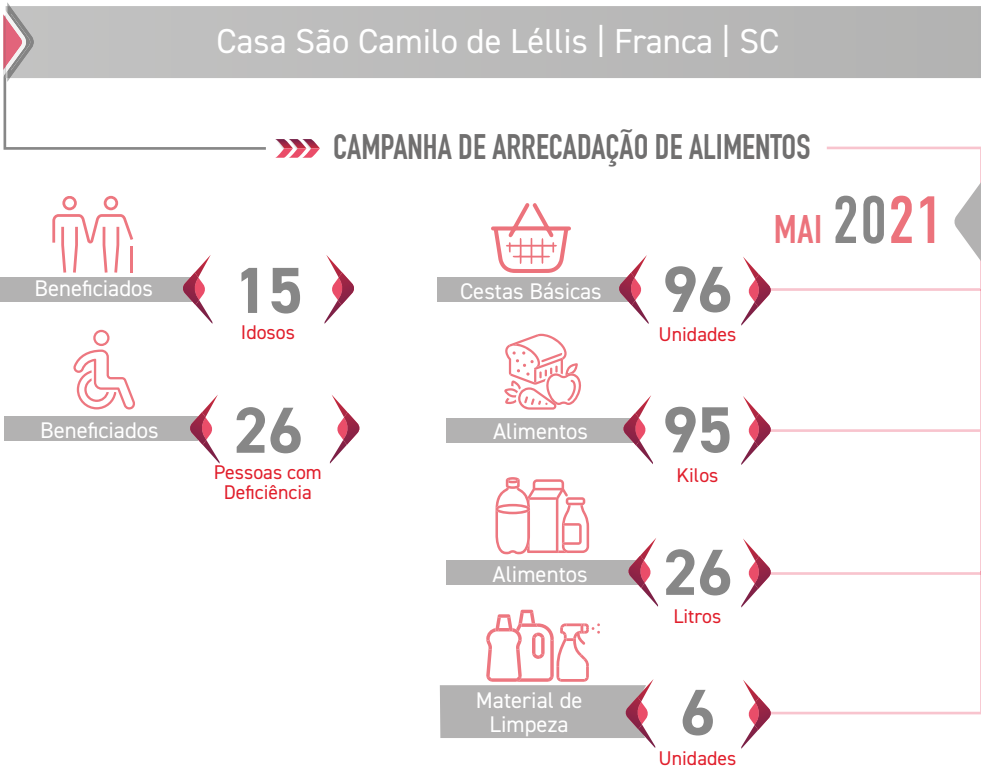 Casa São Camilo de Léllis | Franca | SC
CAMPANHA DE ARRECADAÇÃO DE ALIMENTOS
MAI 2021
Beneficiados
15
Idosos
Beneficiados
26
Pessoas com
Deficiência
Cestas Básicas
96
Unidades
Alimentos
95
Kilos
Alimentos
26
Litros
Material de
Limpeza
6
Unidades